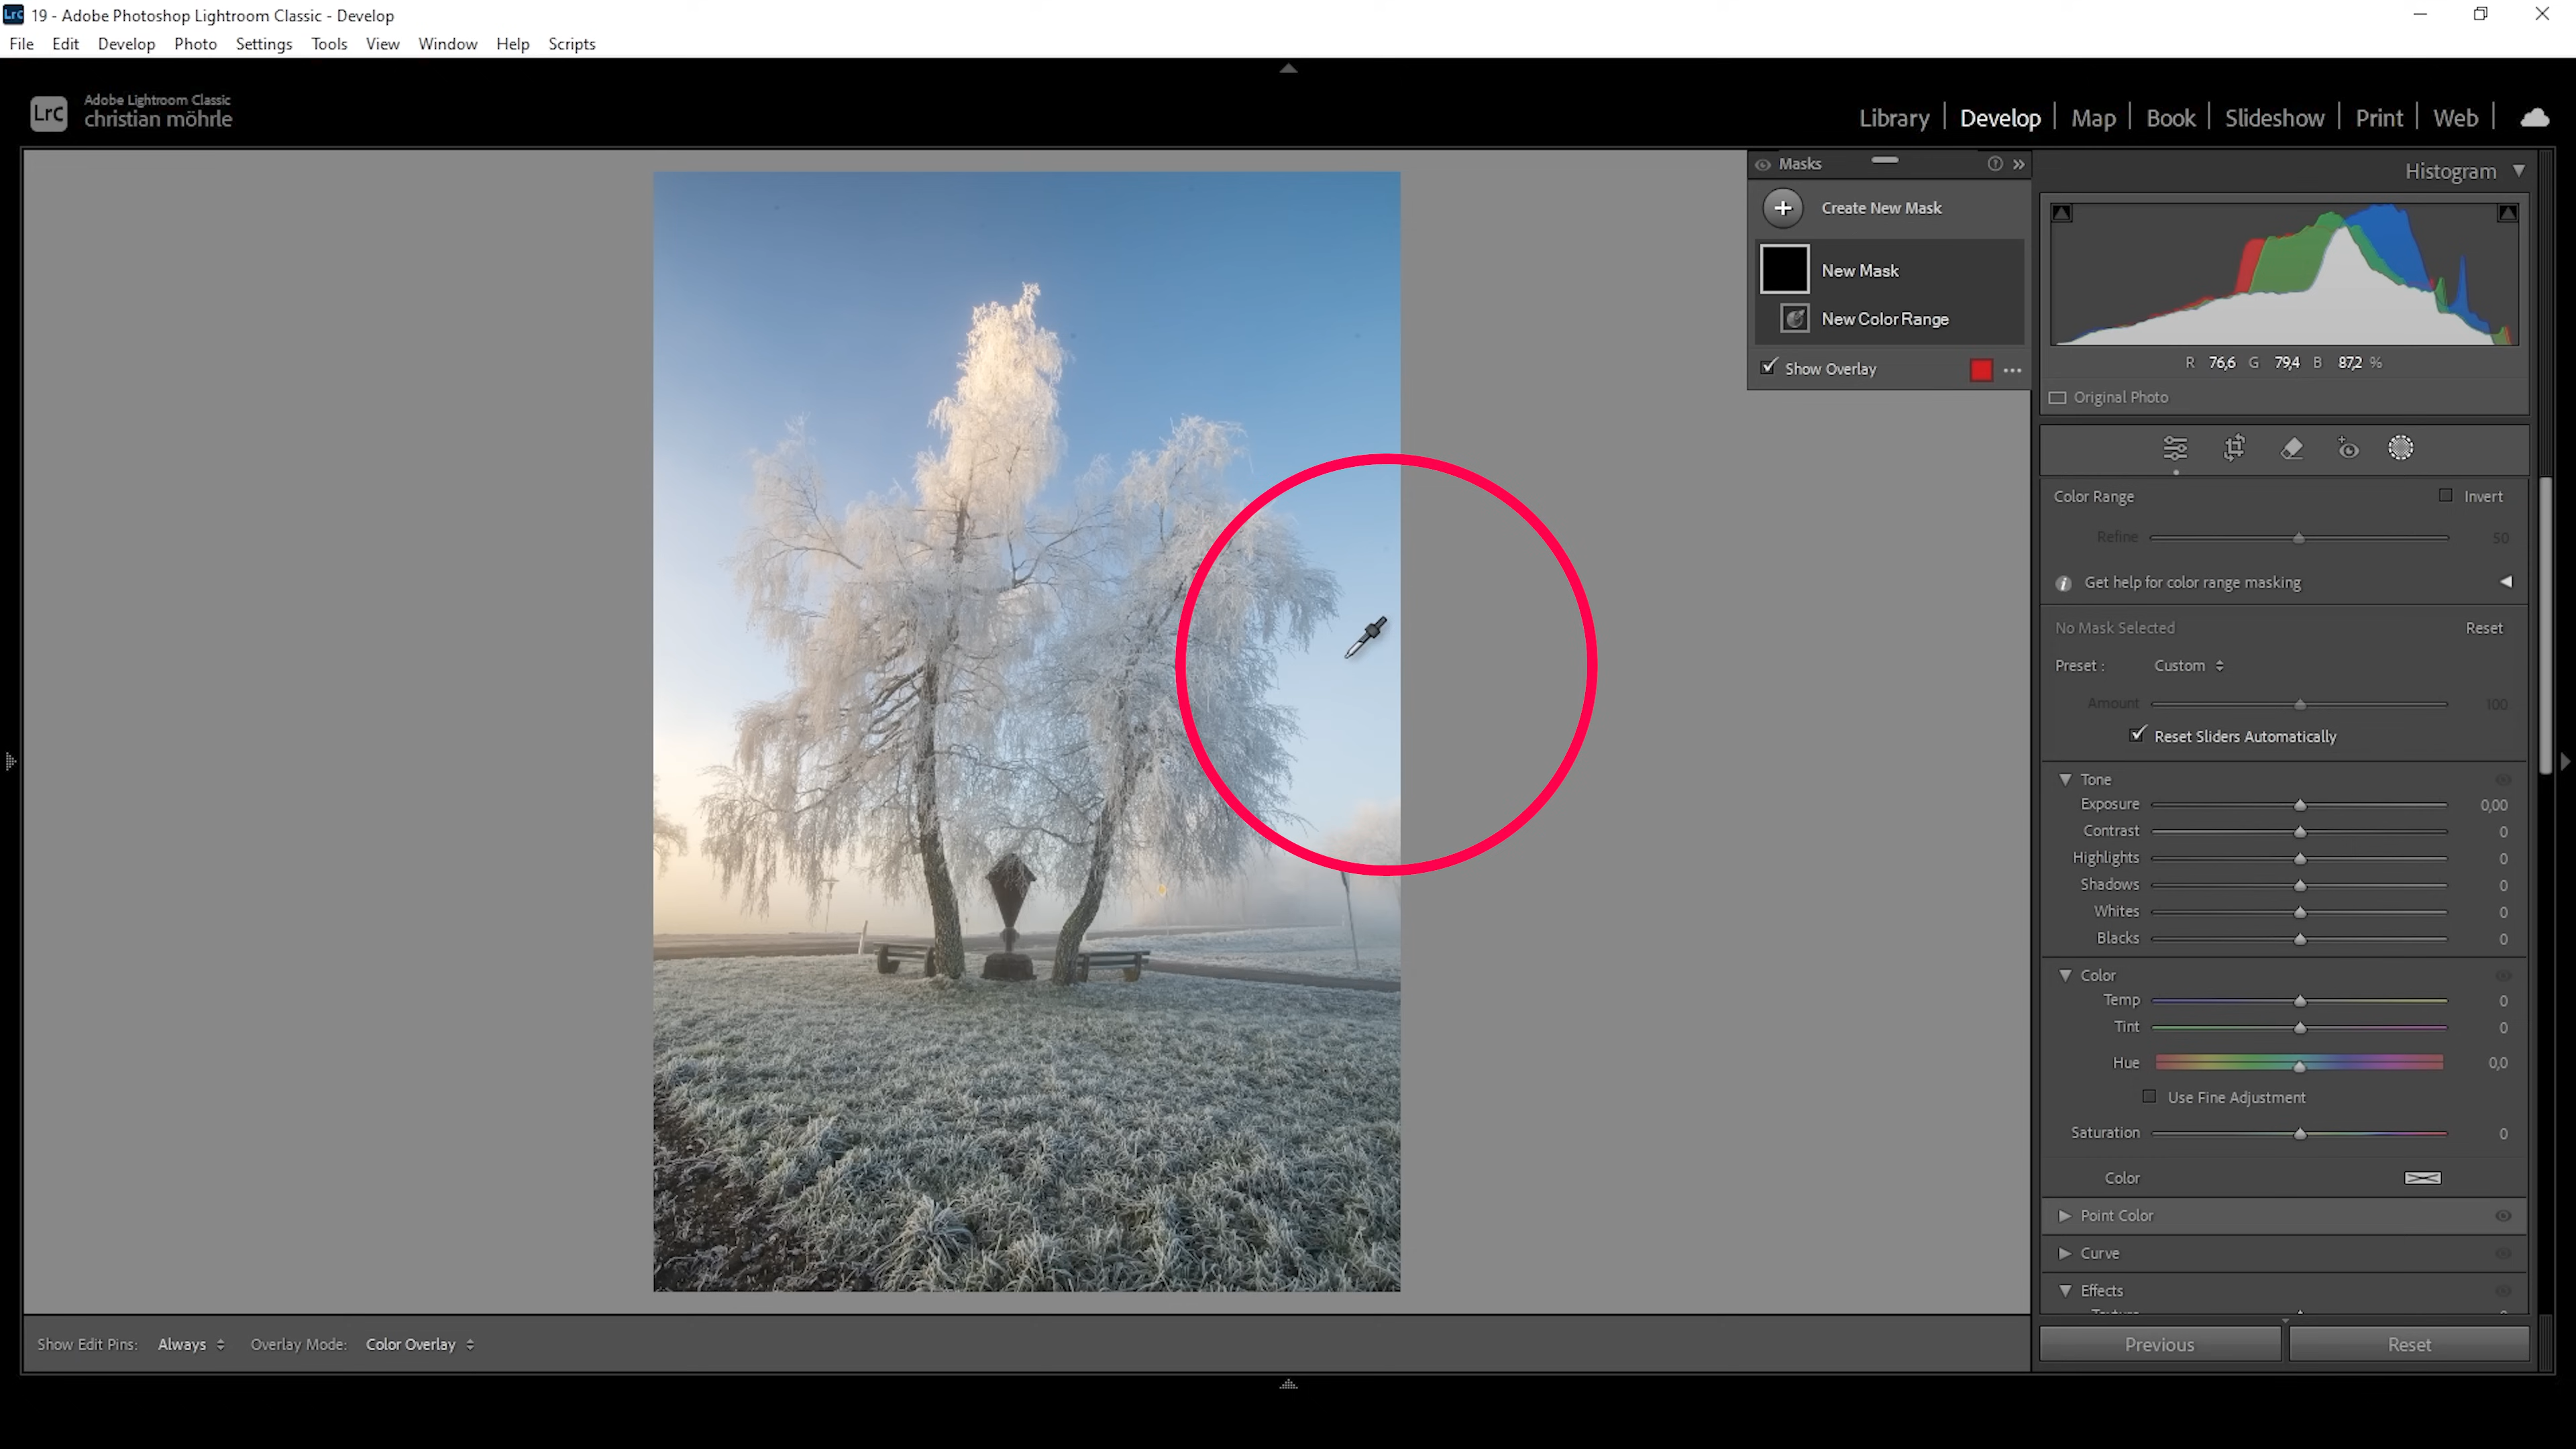 Lrc 19 - Adobe Photoshop Lightroom Classic - Develop
File Edit Develop Photo Settings Tools View Window Help Scripts
Lrc Adobe Lightroom Classic
christian möhrle
Library | Develop | Map | Book | Slideshow | Print | Web |
Masks
Create New Mask
New Mask
New Color Range
Show Overlay
Histogram
R 76,6 G 79,4 B 87,2 %
Original Photo
Color Range Invert
Refine 50
Get help for color range masking
No Mask Selected Reset
Preset : Custom
Amount 100
Reset Sliders Automatically
Tone
Exposure 0,00
Contrast 0
Highlights 0
Shadows 0
Whites 0
Blacks 0
Color
Temp 0
Tint 0
Hue 0,0
Use Fine Adjustment
Saturation 0
Color
Point Color
Curve
Effects
Previous Reset
Show Edit Pins: Always Overlay Mode: Color Overlay